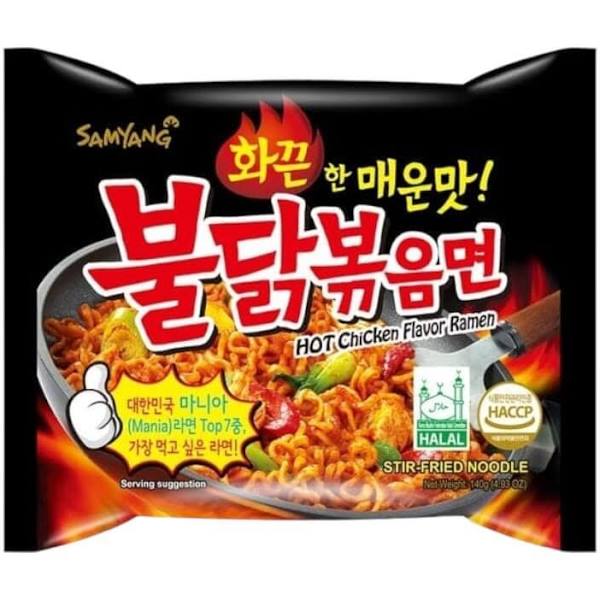 SAMYANG
화끈한 매운맛!
불닭볶음면
HOT Chicken Flavor Ramen
대한민국 마니아
(Mania)라면 Top7중,
가장 먹고 싶은 라면!
Serving suggestion
HALAL
HACCP
STIR-FRIED NOODLE
Net Weight: 140g (4.93 OZ)